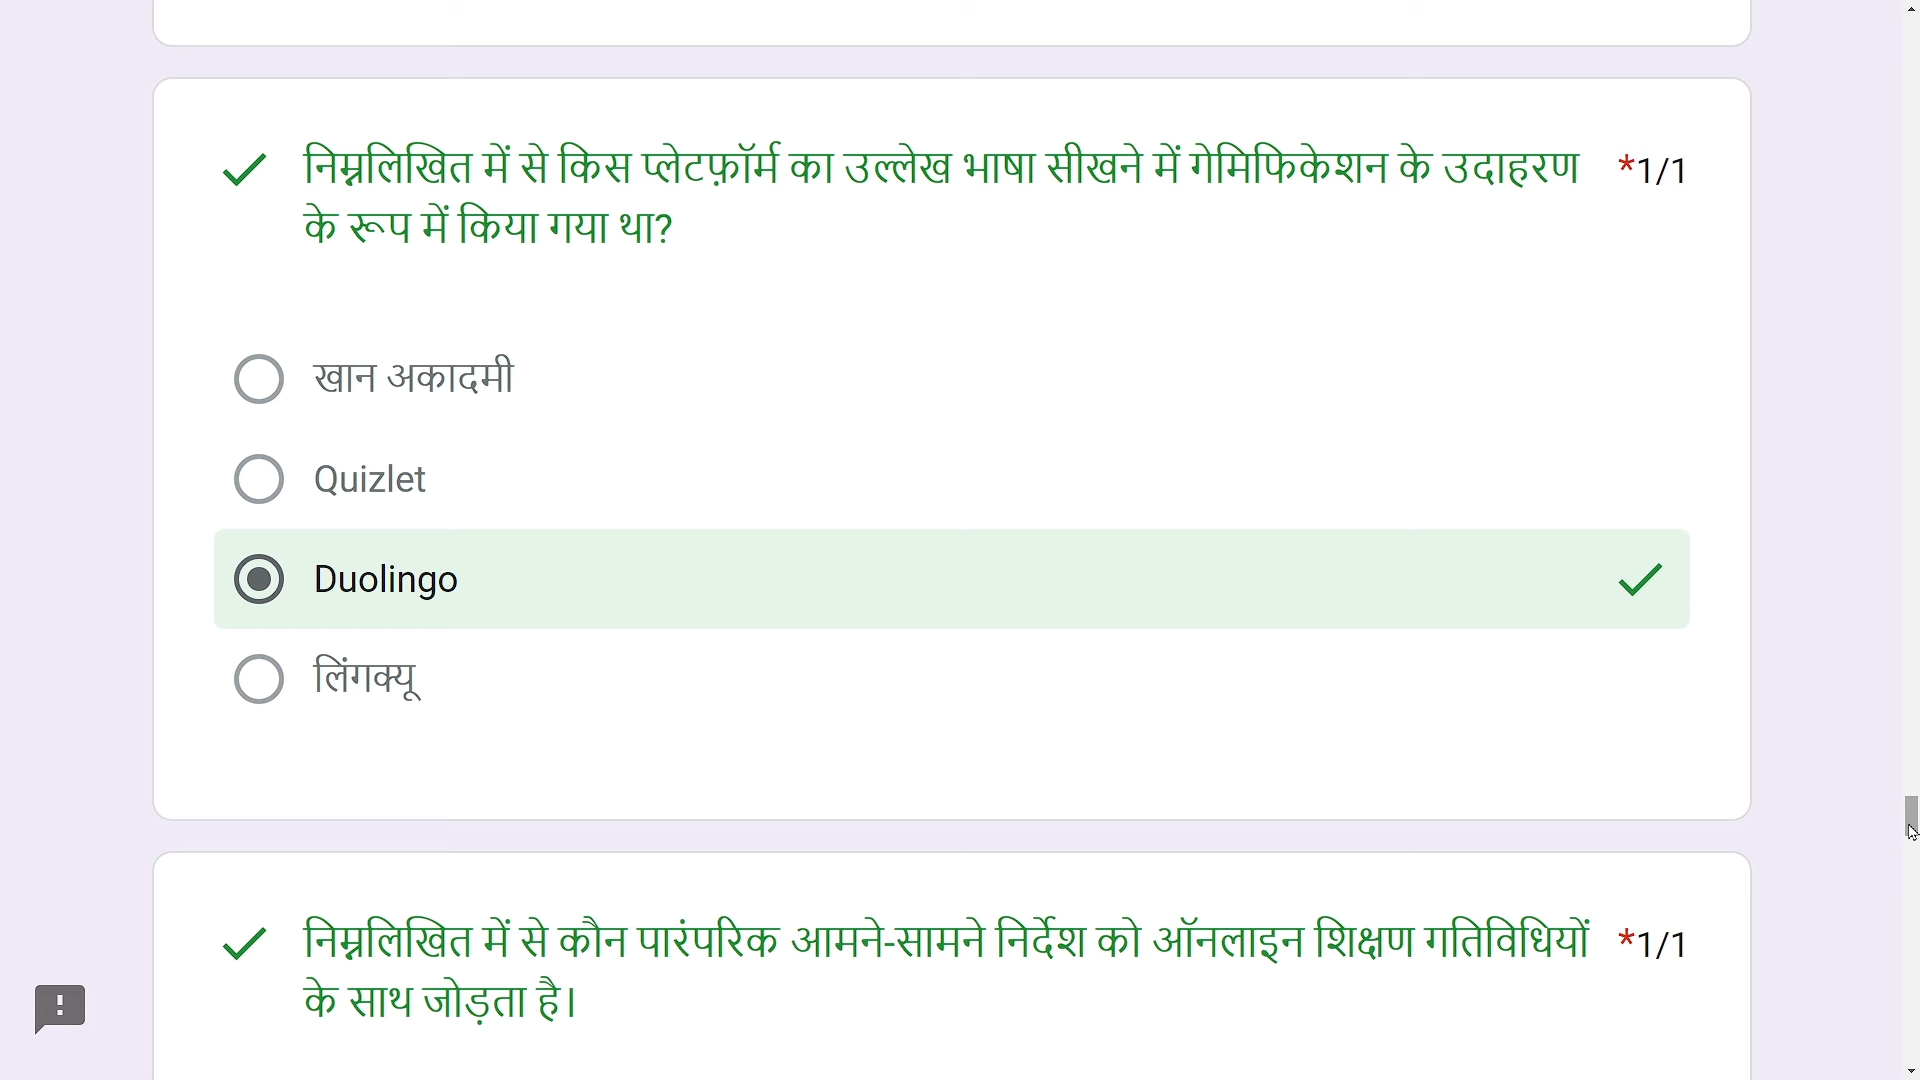 निम्नलिखित में से किस प्लेटफ़ॉर्म का उल्लेख भाषा सीखने में गेमिफिकेशन के उदाहरण *1/1
के रूप में किया गया था?
खान अकादमी
Quizlet
Duolingo
लिंगक्यू
निम्नलिखित में से कौन पारंपरिक आमने-सामने निर्देश को ऑनलाइन शिक्षण गतिविधियों *1/1
के साथ जोड़ता है।